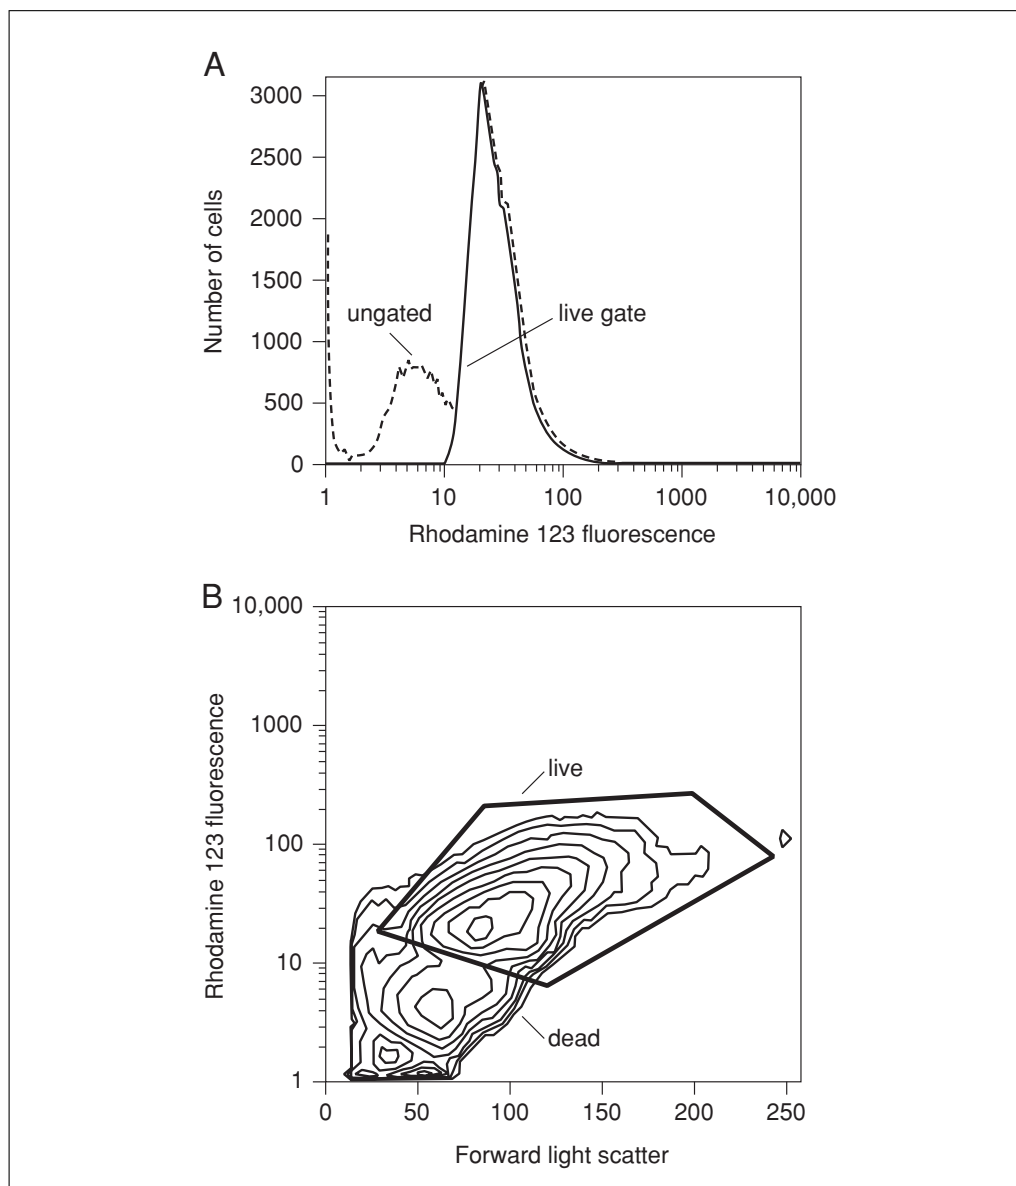 A
3000
2500
2000
1500
1000
500
0
Number of cells
ungated
live gate
1 10 100 1000 10,000
Rhodamine 123 fluorescence
B
10,000
1000
100
10
1
Rhodamine 123 fluorescence
live
dead
0 50 100 150 200 250
Forward light scatter